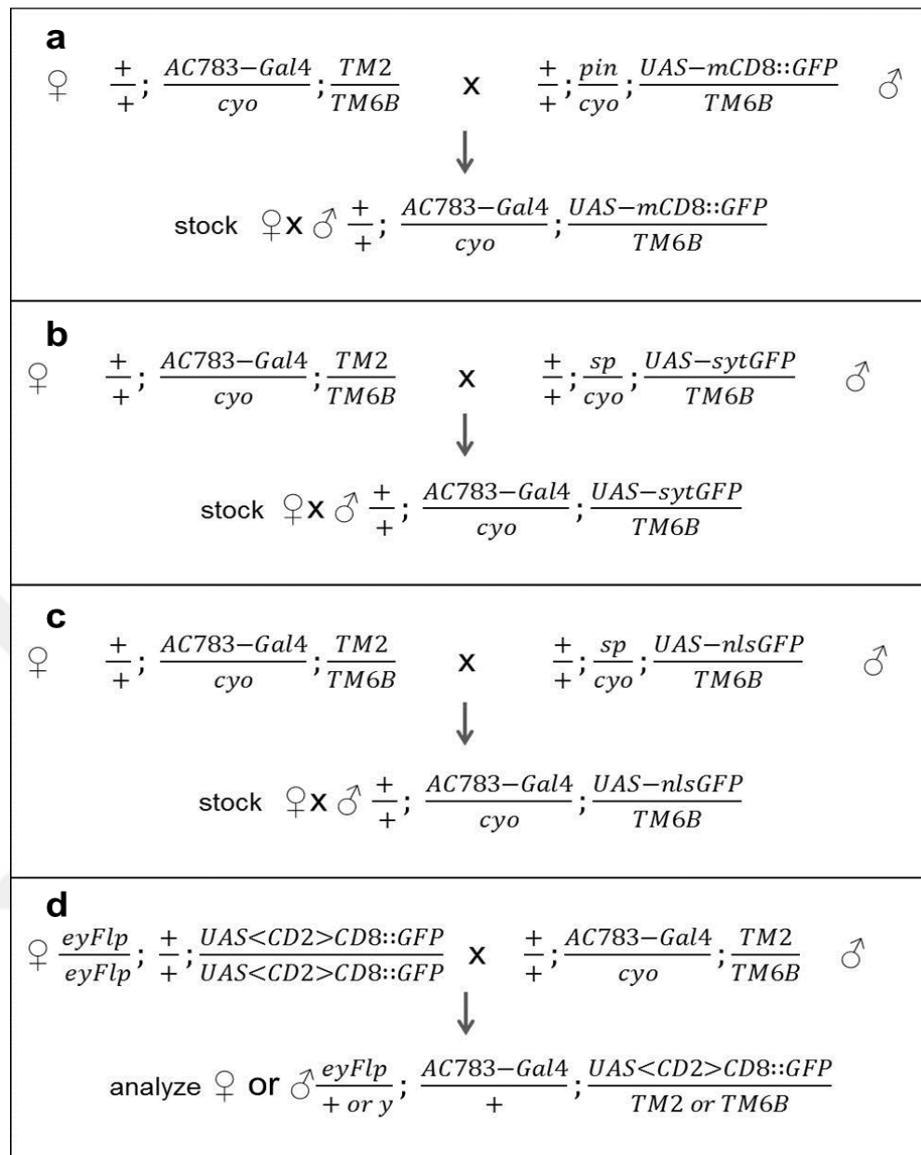 a
♀ +/+; AC783−Gal4/cyo; TM2/TM6B x +/+; pin/cyo; UAS−mCD8::GFP/TM6B ♂
↓
stock ♀x♂ +/+; AC783−Gal4/cyo; UAS−mCD8::GFP/TM6B
b
♀ +/+; AC783−Gal4/cyo; TM2/TM6B x +/+; sp/cyo; UAS−sytGFP/TM6B ♂
↓
stock ♀x♂ +/+; AC783−Gal4/cyo; UAS−sytGFP/TM6B
c
♀ +/+; AC783−Gal4/cyo; TM2/TM6B x +/+; sp/cyo; UAS−nlsGFP/TM6B ♂
↓
stock ♀x♂ +/+; AC783−Gal4/cyo; UAS−nlsGFP/TM6B
d
♀ eyFlp/eyFlp; +/+; UAS<CD2>CD8::GFP/UAS<CD2>CD8::GFP x +/+; AC783−Gal4/cyo; TM2/TM6B ♂
↓
analyze ♀ or ♂ eyFlp/+ or y; AC783−Gal4/+; UAS<CD2>CD8::GFP/TM2 or TM6B